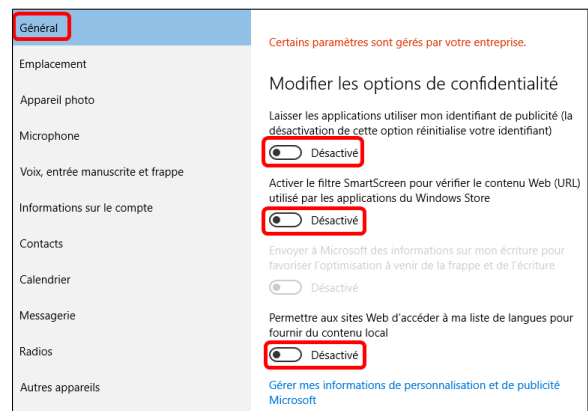 Général
Emplacement
Appareil photo
Microphone
Voix, entrée manuscrite et frappe
Informations sur le compte
Contacts
Calendrier
Messagerie
Radios
Autres appareils
Certains paramètres sont gérés par votre entreprise.
Modifier les options de confidentialité
Laisser les applications utiliser mon identifiant de publicité (la
désactivation de cette option réinitialise votre identifiant)
Désactivé
Activer le filtre SmartScreen pour vérifier le contenu Web (URL)
utilisé par les applications du Windows Store
Désactivé
Envoyer à Microsoft des informations sur mon écriture pour
favoriser l'optimisation à venir de la frappe et de l'écriture
Désactivé
Permettre aux sites Web d'accéder à ma liste de langues pour
fournir du contenu local
Désactivé
Gérer mes informations de personnalisation et de publicité
Microsoft